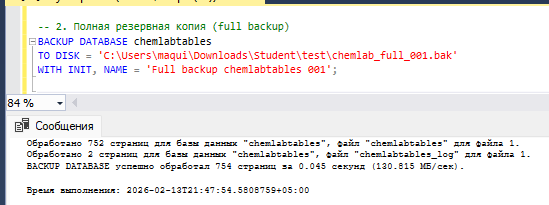 -- 2. Полная резервная копия (full backup)
BACKUP DATABASE chemlabtables
TO DISK = 'C:\Users\maqui\Downloads\Student\test\chemlab_full_001.bak'
WITH INIT, NAME = 'Full backup chemlabtables 001';
84 %
Сообщения
Обработано 752 страниц для базы данных "chemlabtables", файл "chemlabtables" для файла 1.
Обработано 2 страниц для базы данных "chemlabtables", файл "chemlabtables_log" для файла 1.
BACKUP DATABASE успешно обработал 754 страниц за 0.045 секунд (130.815 МБ/сек).
Время выполнения: 2026-02-13T21:47:54.5808759+05:00